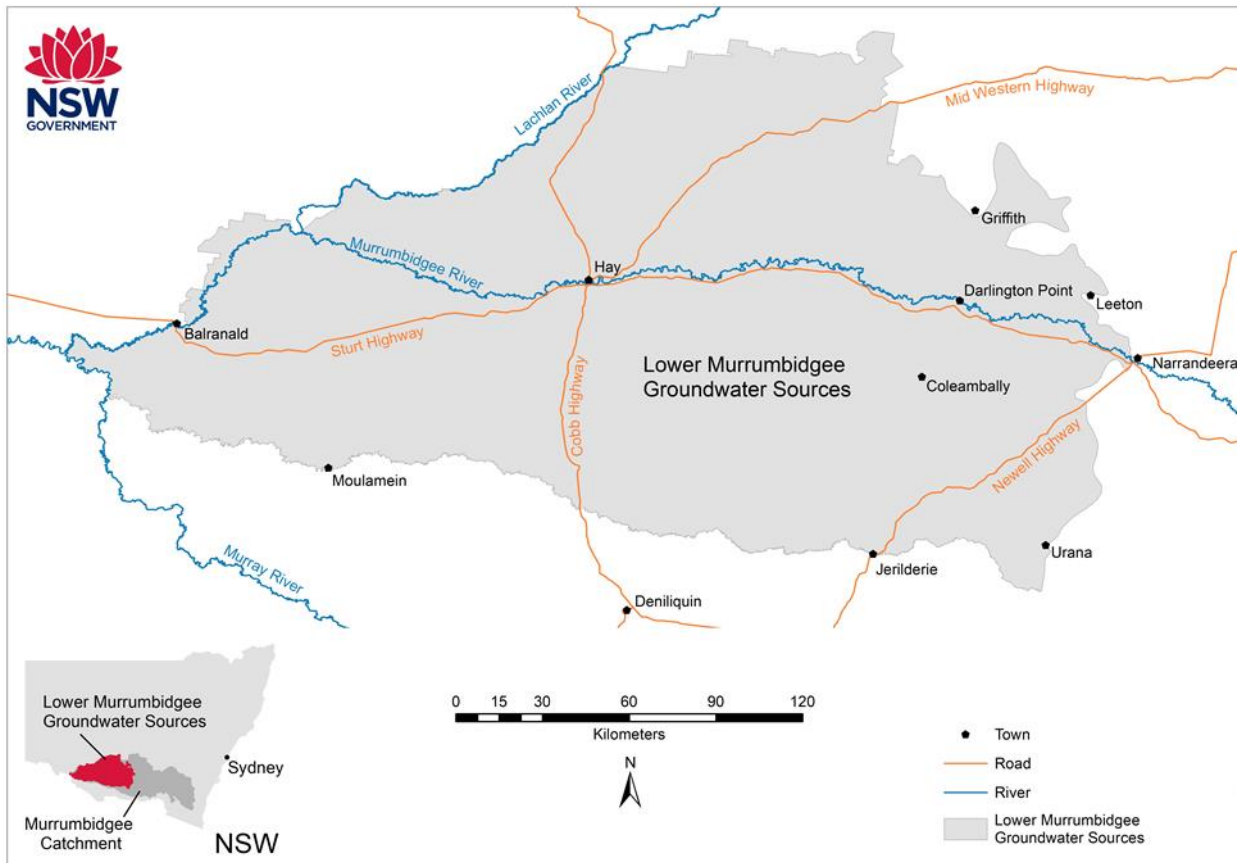 NSW
GOVERNMENT
Lachlan River
Mid Western Highway
Griffith
Murrumbidgee River
Hay
Darlington Point
Leeton
Balranald
Sturt Highway
Narrandeera
Lower Murrumbidgee
Groundwater Sources
Coleambally
Cobb Highway
Newell Highway
Moulamein
Murray River
Urana
Jerilderie
Deniliquin
Lower Murrumbidgee
Groundwater Sources
Sydney
Murrumbidgee
Catchment
NSW
0 15 30 60 90 120
Kilometers
N
Town
Road
River
Lower Murrumbidgee
Groundwater Sources